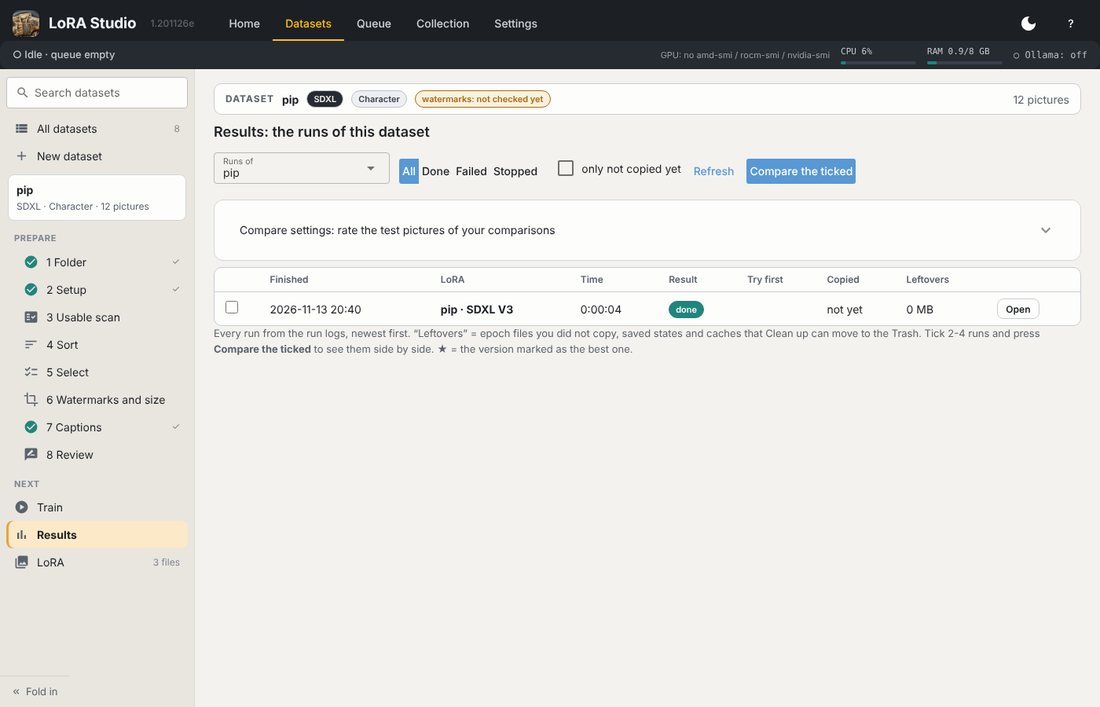 LoRA Studio 1.201126e Home Datasets Queue Collection Settings ?
Idle · queue empty GPU: no amd-smi / rocm-smi / nvidia-smi CPU 6% RAM 0.9/8 GB Ollama: off
Search datasets
All datasets 8
New dataset
pip
SDXL · Character · 12 pictures
PREPARE
1 Folder
2 Setup
3 Usable scan
4 Sort
5 Select
6 Watermarks and size
7 Captions
8 Review
NEXT
Train
Results
LoRA 3 files
« Fold in
DATASET pip SDXL Character watermarks: not checked yet 12 pictures
Results: the runs of this dataset
Runs of
pip
All Done Failed Stopped only not copied yet Refresh Compare the ticked
Compare settings: rate the test pictures of your comparisons
Finished LoRA Time Result Try first Copied Leftovers
2026-11-13 20:40 pip · SDXL V3 0:00:04 done not yet 0 MB Open
Every run from the run logs, newest first. “Leftovers” = epoch files you did not copy, saved states and caches that Clean up can move to the Trash. Tick 2-4 runs and press
Compare the ticked to see them side by side. ★ = the version marked as the best one.